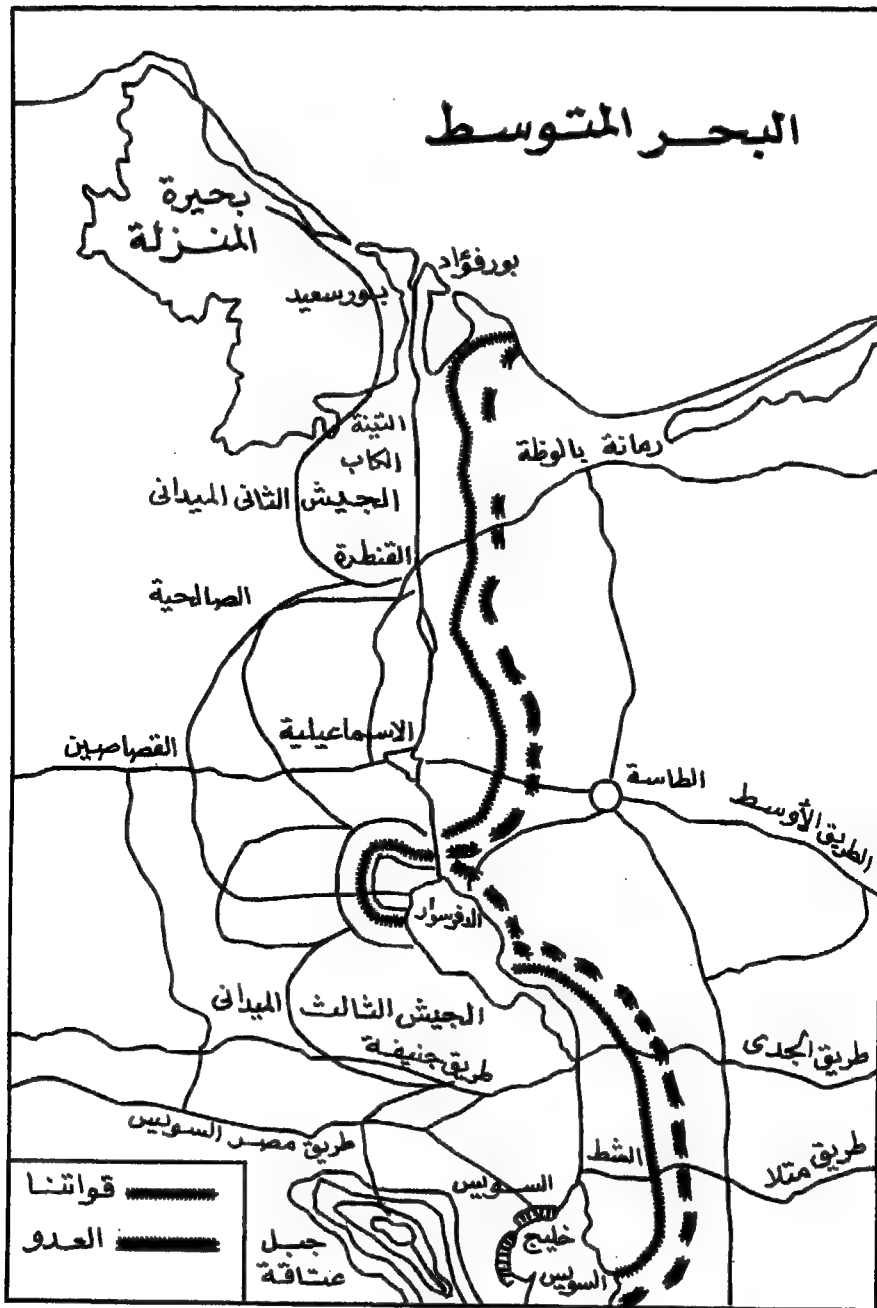 البحر المتوسط
بحيرة
المنزلة
بورفؤاد
بورسعيد
التينة
الكاب
رمانة بالوظة
الجيش الثانى الميدانى
القنطرة
الصالحية
الاسماعيلية
القصاصين
الطاسة
الطريق الأوسط
الدفرسوار
الجيش الثالث الميدانى
طريق جنيفة
طريق الجدى
طريق مصر السويس
الشط
طريق متلا
السويس
خليج
السويس
جبل
عتاقة
قواتنا
العدو